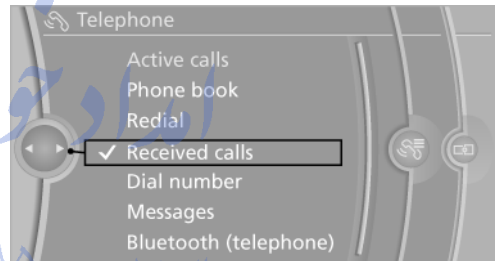 Telephone
Active calls
Phone book
Redial
Received calls
Dial number
Messages
Bluetooth (telephone)